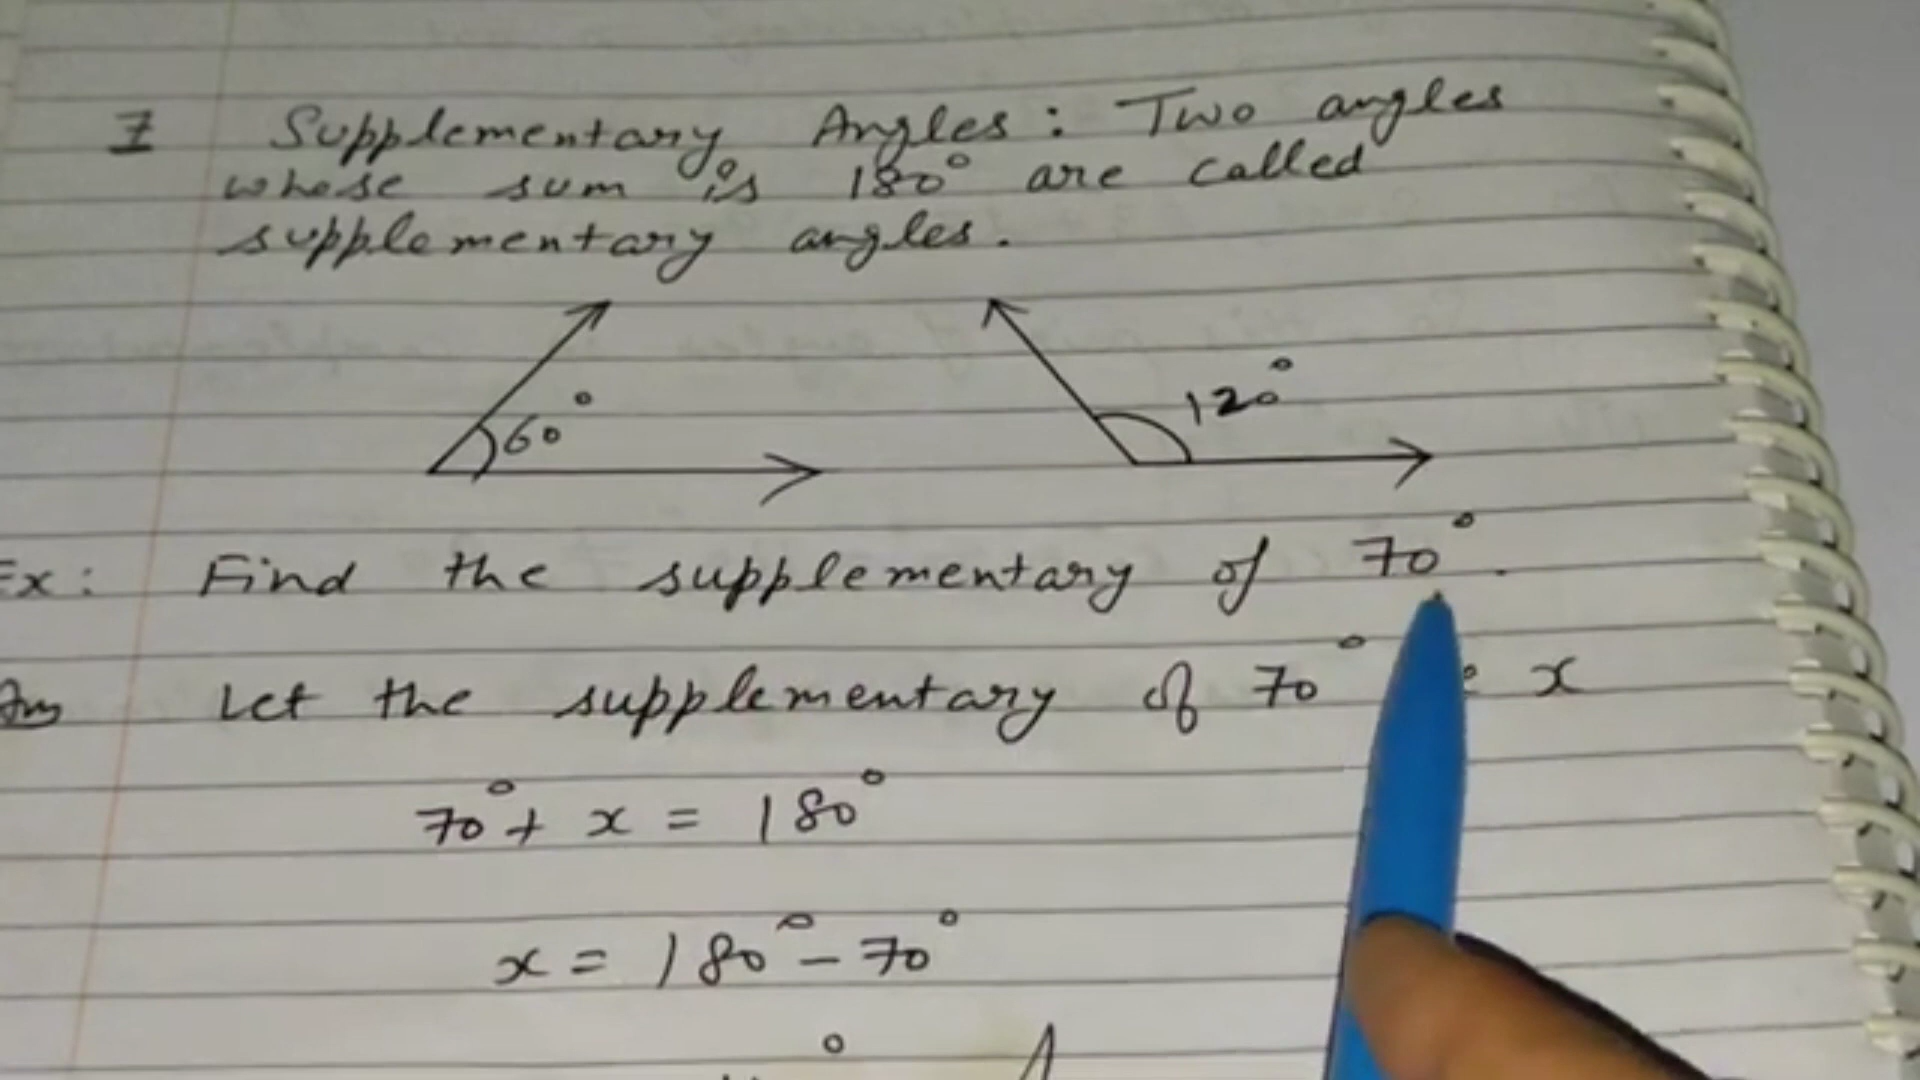 7 Supplementary Angles: Two angles
whose sum is 180° are called
supplementary angles.
60° 120°
Ex: Find the supplementary of 70°.
Ans Let the supplementary of 70° x
70° + x = 180°
x = 180° - 70°